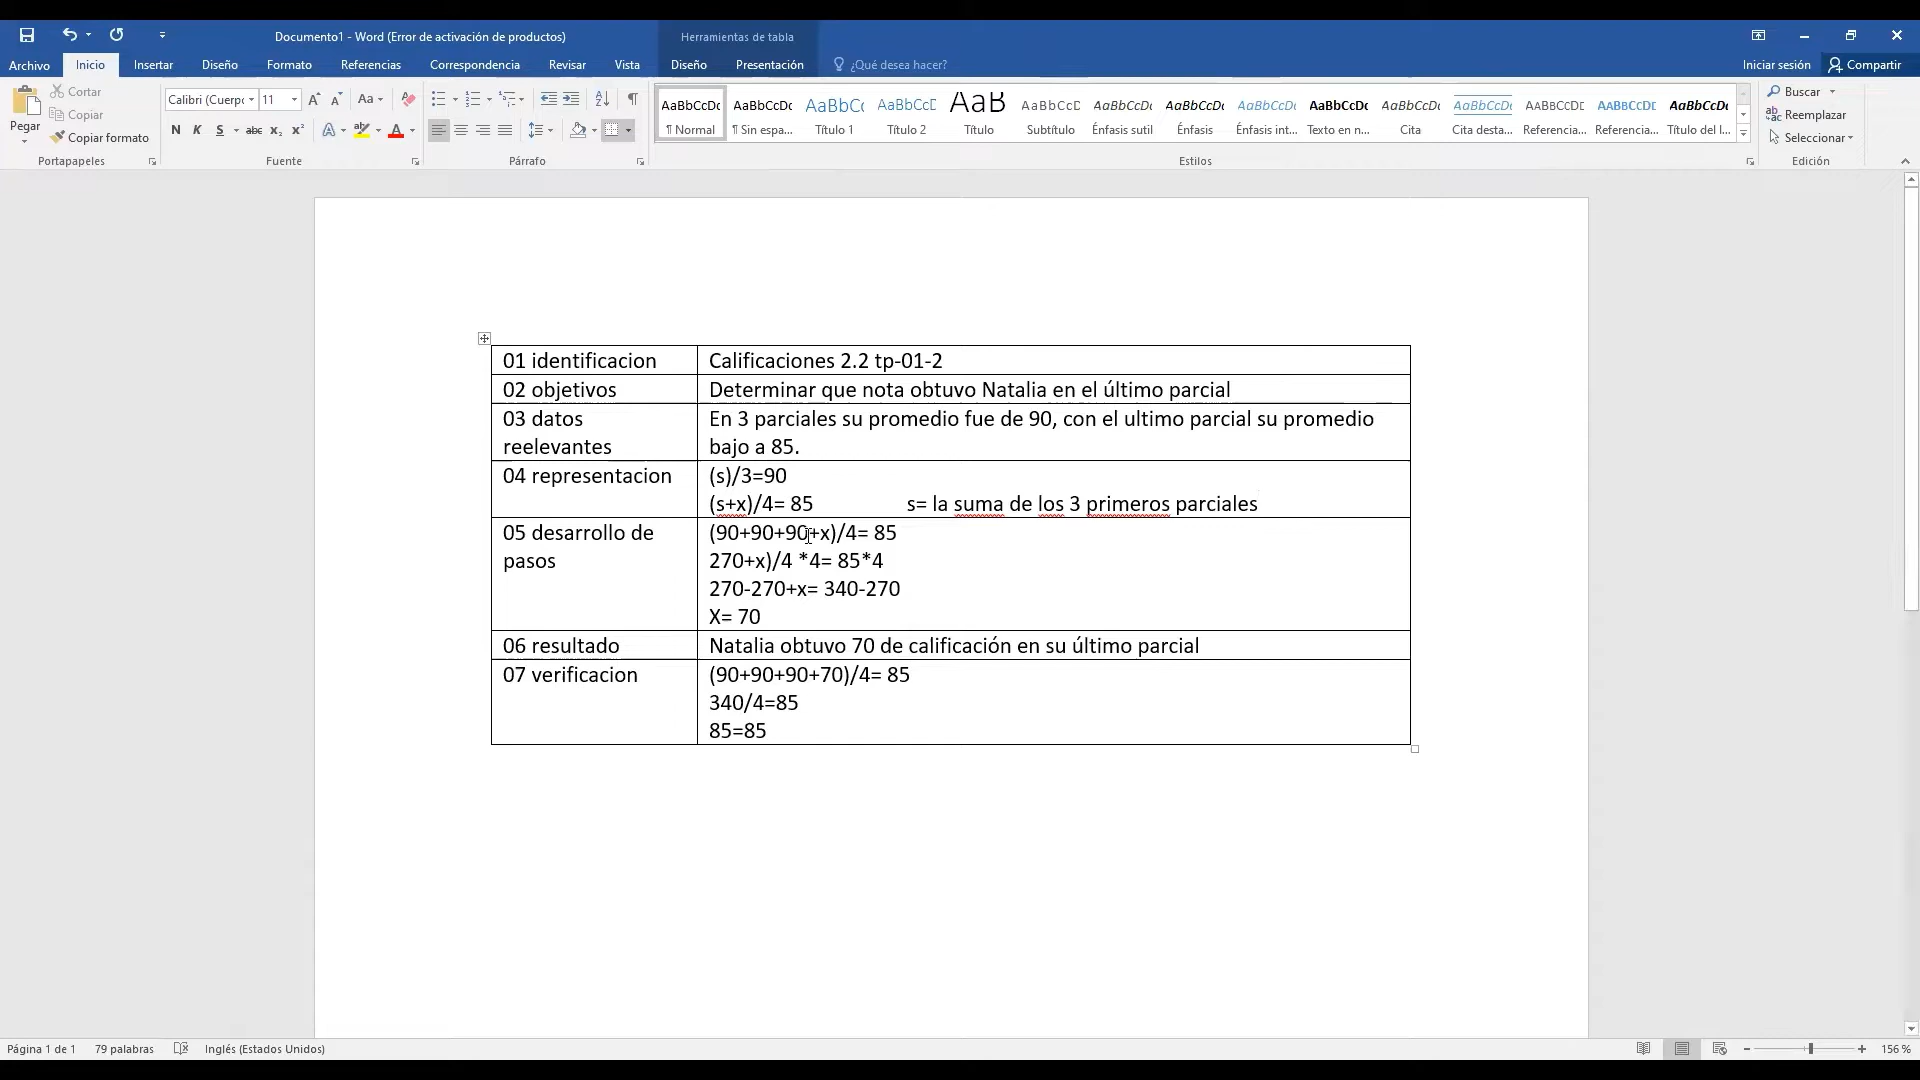 Documento1 - Word (Error de activación de productos)
Herramientas de tabla
Archivo Inicio Insertar Diseño Formato Referencias Correspondencia Revisar Vista Diseño Presentación ¿Qué desea hacer? Iniciar sesión Compartir
Pegar
Cortar
Copiar
Copiar formato
Portapapeles
Calibri (Cuerpo 11
Aa
N K S abc x₂ x² A A
Fuente
Párrafo
AaBbCcDc AaBbCcDc AaBbCc AaBbCcD AaB AaBbCcD AaBbCcDc AaBbCcDc AaBbCcDc AaBbCcDc AaBbCcDc AaBbCcDc AABBCCDC AABBCCDC AaBbCcDc
¶ Normal ¶ Sin espa... Título 1 Título 2 Título Subtítulo Énfasis sutil Énfasis Énfasis int... Texto en n... Cita Cita desta... Referencia... Referencia... Título del l...
Estilos
Buscar
Reemplazar
Seleccionar
Edición
01 identificacion Calificaciones 2.2 tp-01-2
02 objetivos Determinar que nota obtuvo Natalia en el último parcial
03 datos En 3 parciales su promedio fue de 90, con el ultimo parcial su promedio
reelevantes bajo a 85.
04 representacion (s)/3=90
(s+x)/4= 85 s= la suma de los 3 primeros parciales
05 desarrollo de (90+90+90+x)/4= 85
pasos 270+x)/4 *4= 85*4
270-270+x= 340-270
X= 70
06 resultado Natalia obtuvo 70 de calificación en su último parcial
07 verificacion (90+90+90+70)/4= 85
340/4=85
85=85
Página 1 de 1 79 palabras Inglés (Estados Unidos) 156 %